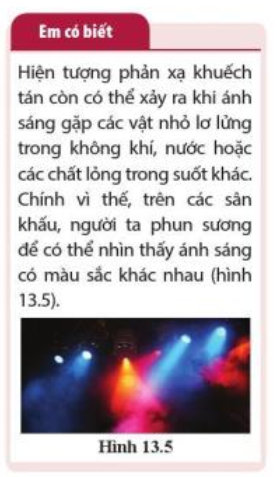 Em có biết
Hiện tượng phản xạ khuếch
tán còn có thể xảy ra khi ánh
sáng gặp các vật nhỏ lơ lửng
trong không khí, nước hoặc
các chất lỏng trong suốt khác.
Chính vì thế, trên các sân
khấu, người ta phun sương
để có thể nhìn thấy ánh sáng
có màu sắc khác nhau (hình
13.5).
Hình 13.5